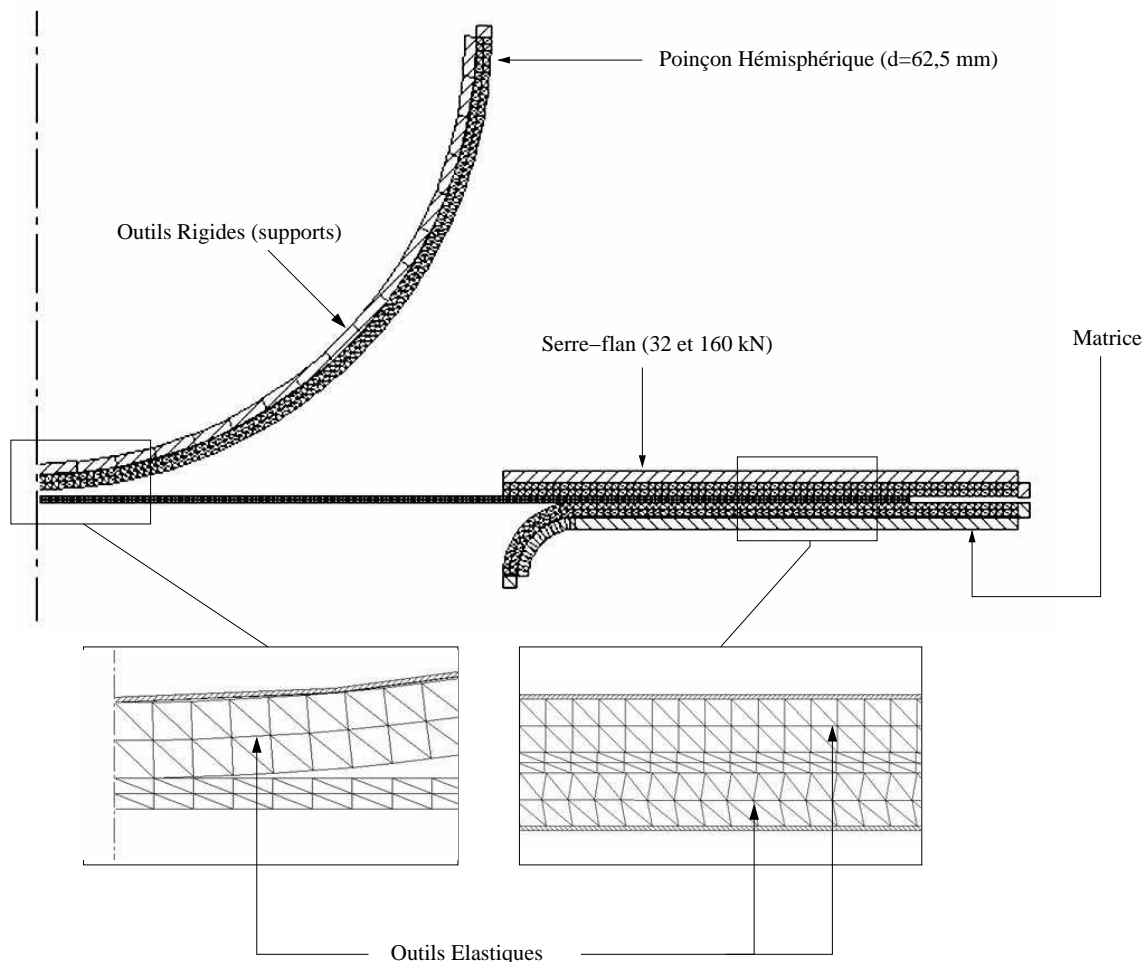 Poinçon Hémisphérique (d=62,5 mm)
Outils Rigides (supports)
Serre−flan (32 et 160 kN)
Matrice
Outils Elastiques